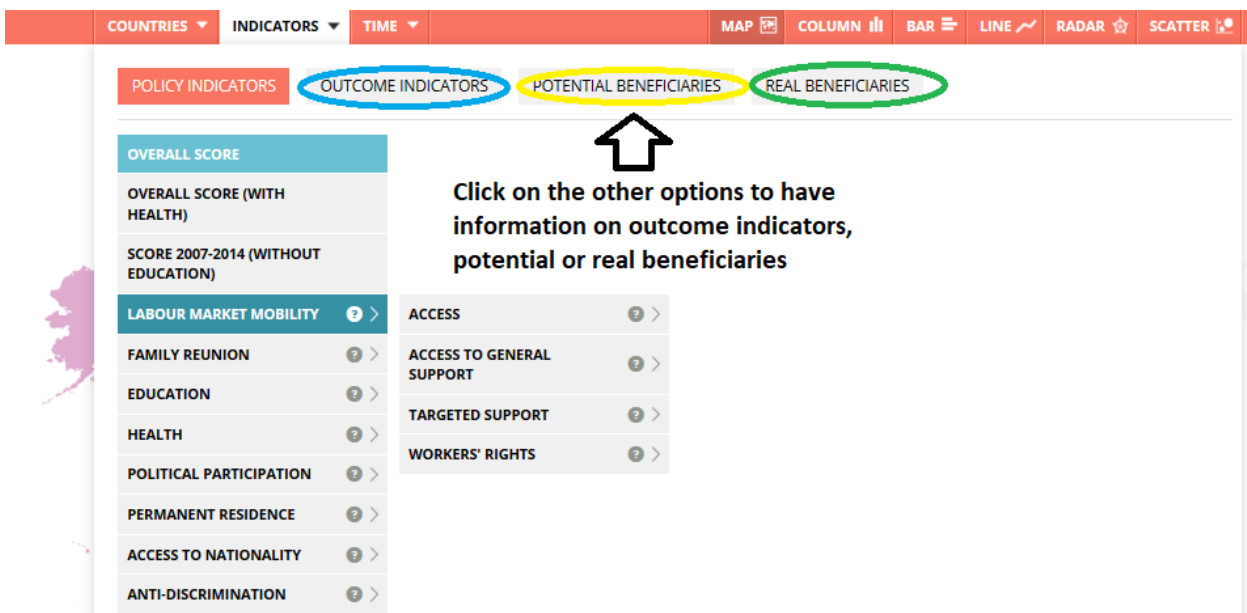 COUNTRIES INDICATORS TIME MAP COLUMN BAR LINE RADAR SCATTER
POLICY INDICATORS OUTCOME INDICATORS POTENTIAL BENEFICIARIES REAL BENEFICIARIES
OVERALL SCORE
OVERALL SCORE (WITH
HEALTH)
SCORE 2007-2014 (WITHOUT
EDUCATION)
LABOUR MARKET MOBILITY ?
FAMILY REUNION ?
EDUCATION ?
HEALTH ?
POLITICAL PARTICIPATION ?
PERMANENT RESIDENCE ?
ACCESS TO NATIONALITY ?
ANTI-DISCRIMINATION ?
Click on the other options to have
information on outcome indicators,
potential or real beneficiaries
ACCESS ?
ACCESS TO GENERAL
SUPPORT ?
TARGETED SUPPORT ?
WORKERS' RIGHTS ?